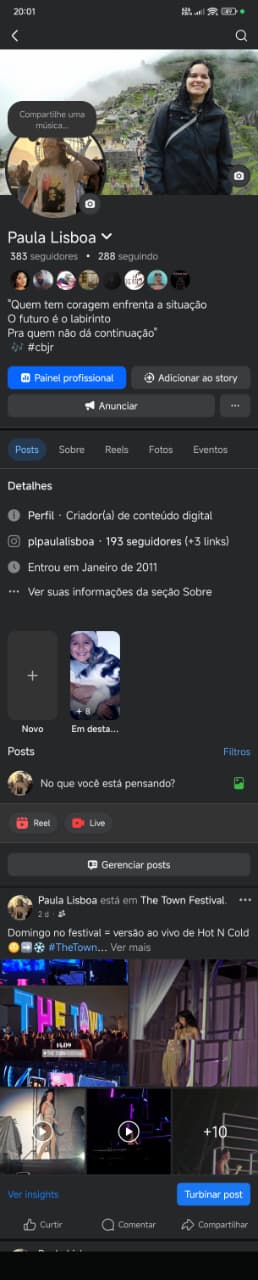 20:01
Compartilhe uma
música...
Paula Lisboa
383 seguidores • 288 seguindo
"Quem tem coragem enfrenta a situação
O futuro é o labirinto
Pra quem não dá continuação"
🎶 #cbjr
Painel profissional
Adicionar ao story
Anunciar
...
Posts
Sobre
Reels
Fotos
Eventos
Detalhes
Perfil · Criador(a) de conteúdo digital
plpaulalisboa · 193 seguidores (+3 links)
Entrou em Janeiro de 2011
Ver suas informações da seção Sobre
+ 8
Novo
Em desta...
Posts
Filtros
No que você está pensando?
Reel
Live
Gerenciar posts
Paula Lisboa está em The Town Festival.
2 d ·
Domingo no festival = versão ao vivo de Hot N Cold
🌕➡️❄️ #TheTown... Ver mais
THE TOWN
14.09
+10
Ver insights
Turbinar post
Curtir
Comentar
Compartilhar